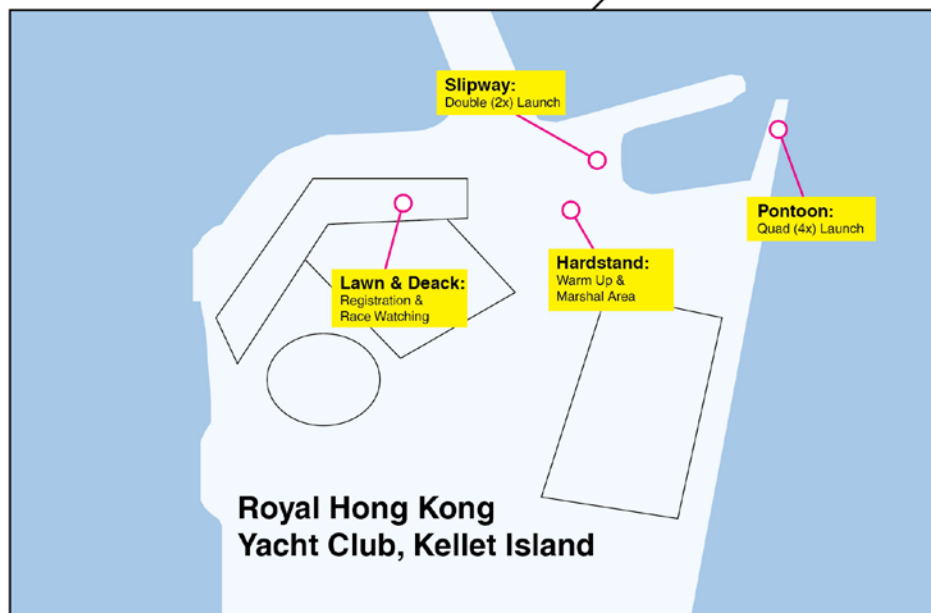 Slipway:
Double (2x) Launch
Pontoon:
Quad (4x) Launch
Hardstand:
Warm Up &
Marshal Area
Lawn & Deack:
Registration &
Race Watching
Royal Hong Kong
Yacht Club, Kellet Island